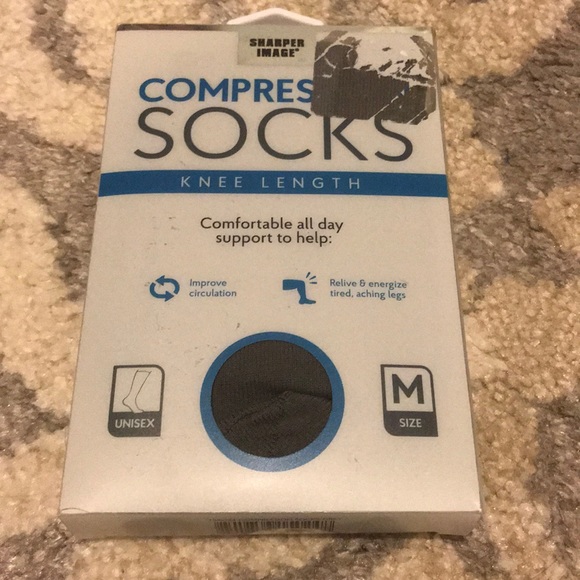 SHARPER
IMAGE
COMPRES
SOCKS
KNEE LENGTH
Comfortable all day
support to help:
Improve
circulation
Relive & energize
tired, aching legs
UNISEX
M
SIZE